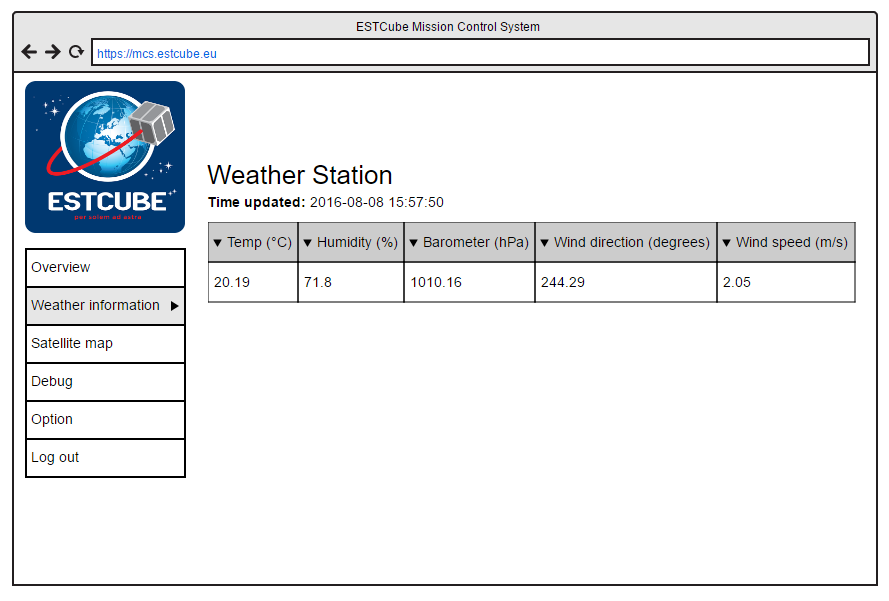 ESTCube Mission Control System
https://mcs.estcube.eu
ESTCUBE
per colem ad astra
Overview
Weather information
Satellite map
Debug
Option
Log out
Weather Station
Time updated: 2016-08-08 15:57:50
Temp (°C) Humidity (%) Barometer (hPa) Wind direction (degrees) Wind speed (m/s)
20.19 71.8 1010.16 244.29 2.05